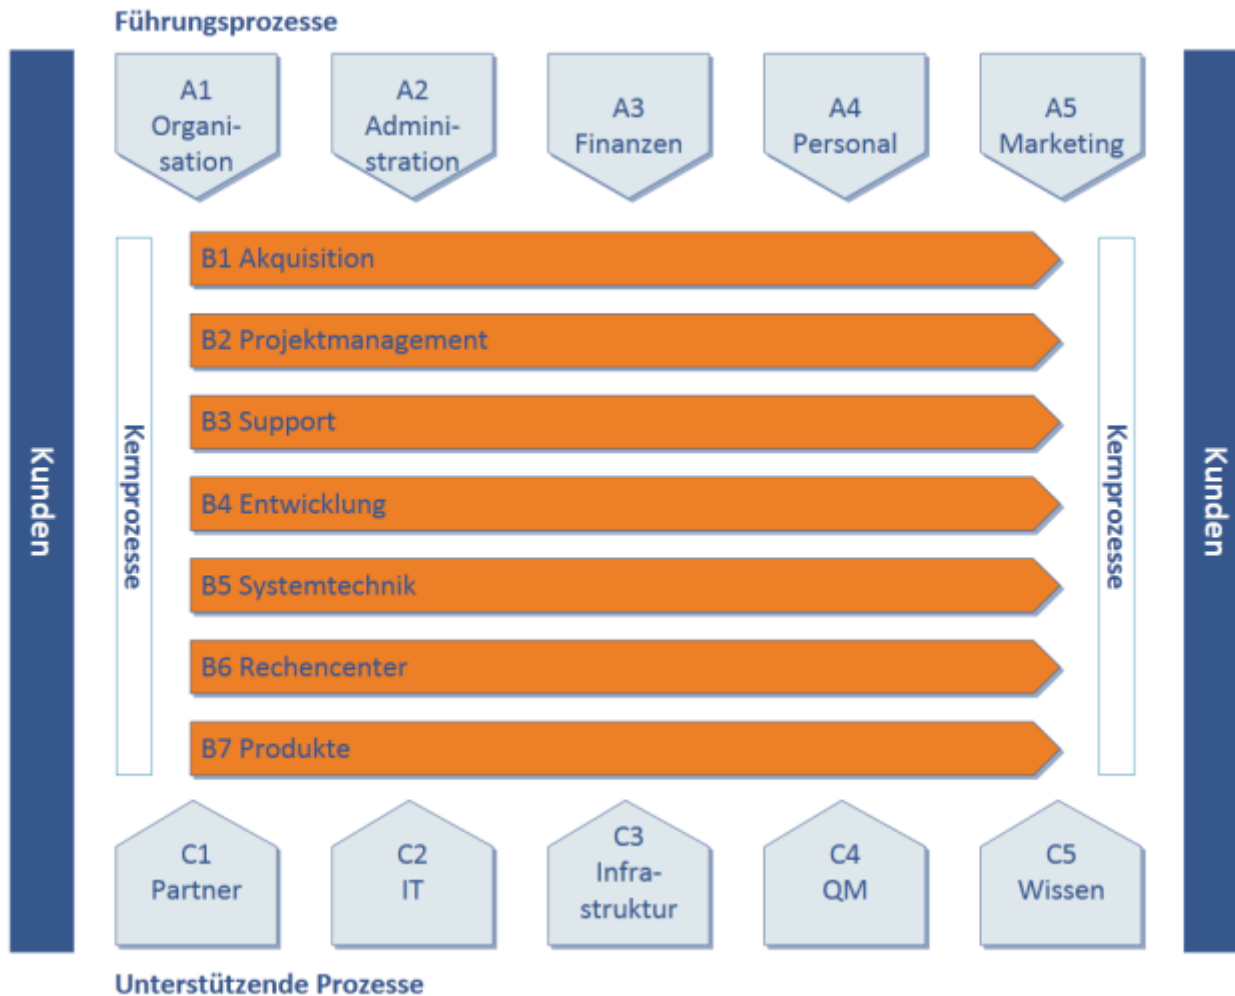 Führungsprozesse
A1
Organi-
sation
A2
Admini-
stration
A3
Finanzen
A4
Personal
A5
Marketing
Kunden
Kernprozesse
B1 Akquisition
B2 Projektmanagement
B3 Support
B4 Entwicklung
B5 Systemtechnik
B6 Rechencenter
B7 Produkte
Kernprozesse
Kunden
C1
Partner
C2
IT
C3
Infra-
struktur
C4
QM
C5
Wissen
Unterstützende Prozesse